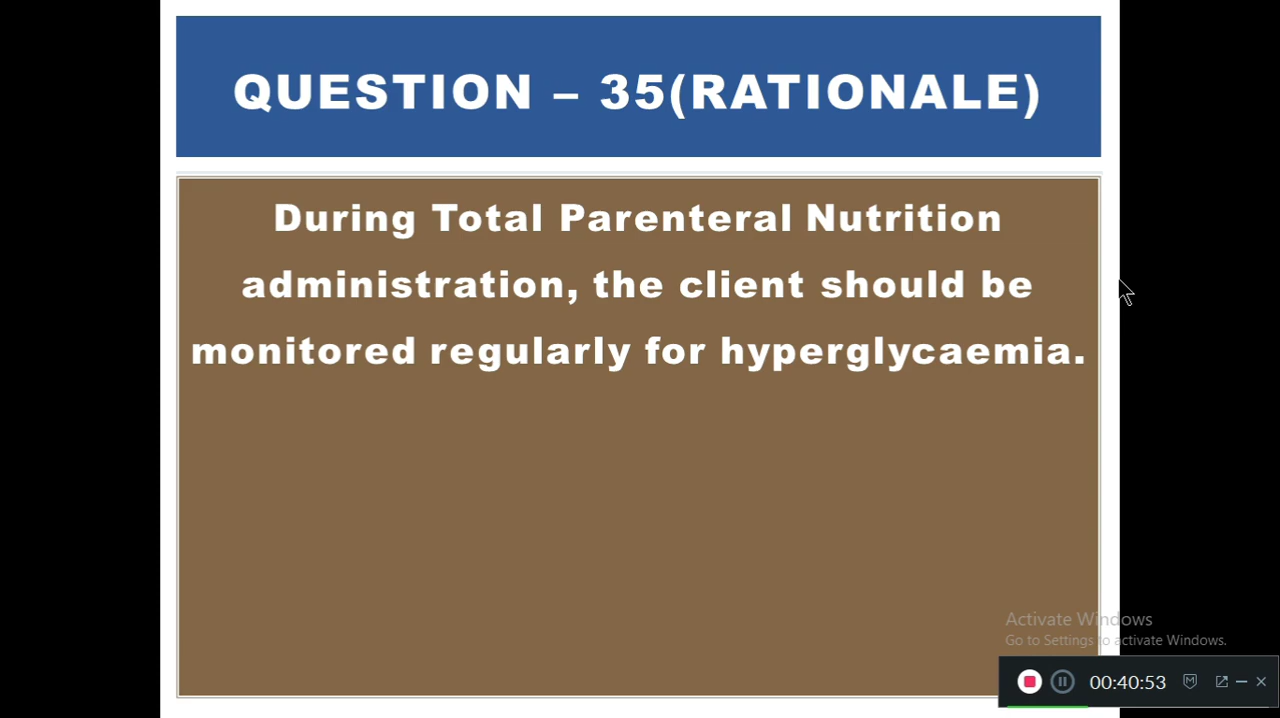 QUESTION – 35(RATIONALE)
During Total Parenteral Nutrition
administration, the client should be
monitored regularly for hyperglycaemia.
Activate Windows
Go to Settings to activate Windows.
00:40:53